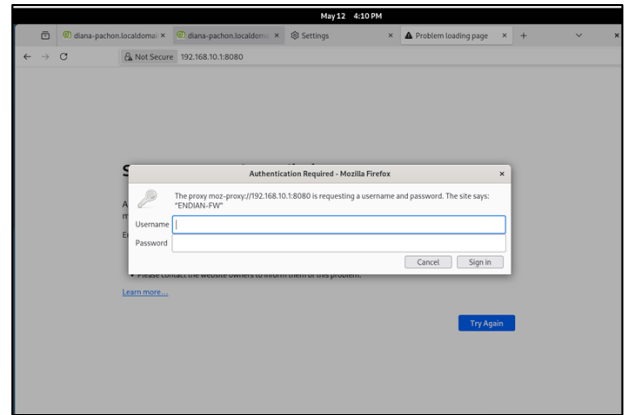 May 12 4:10 PM
diana-pachon.localdomai ×
diana-pachon.localdoma ×
Settings ×
Problem loading page ×
Not Secure 192.168.10.1:8080
Authentication Required - Mozilla Firefox
The proxy moz-proxy://192.168.10.1:8080 is requesting a username and password. The site says:
"ENDIAN-FW"
Username
Password
Cancel Sign in
Please contact the website owners to inform them of this problem.
Learn more…
Try Again